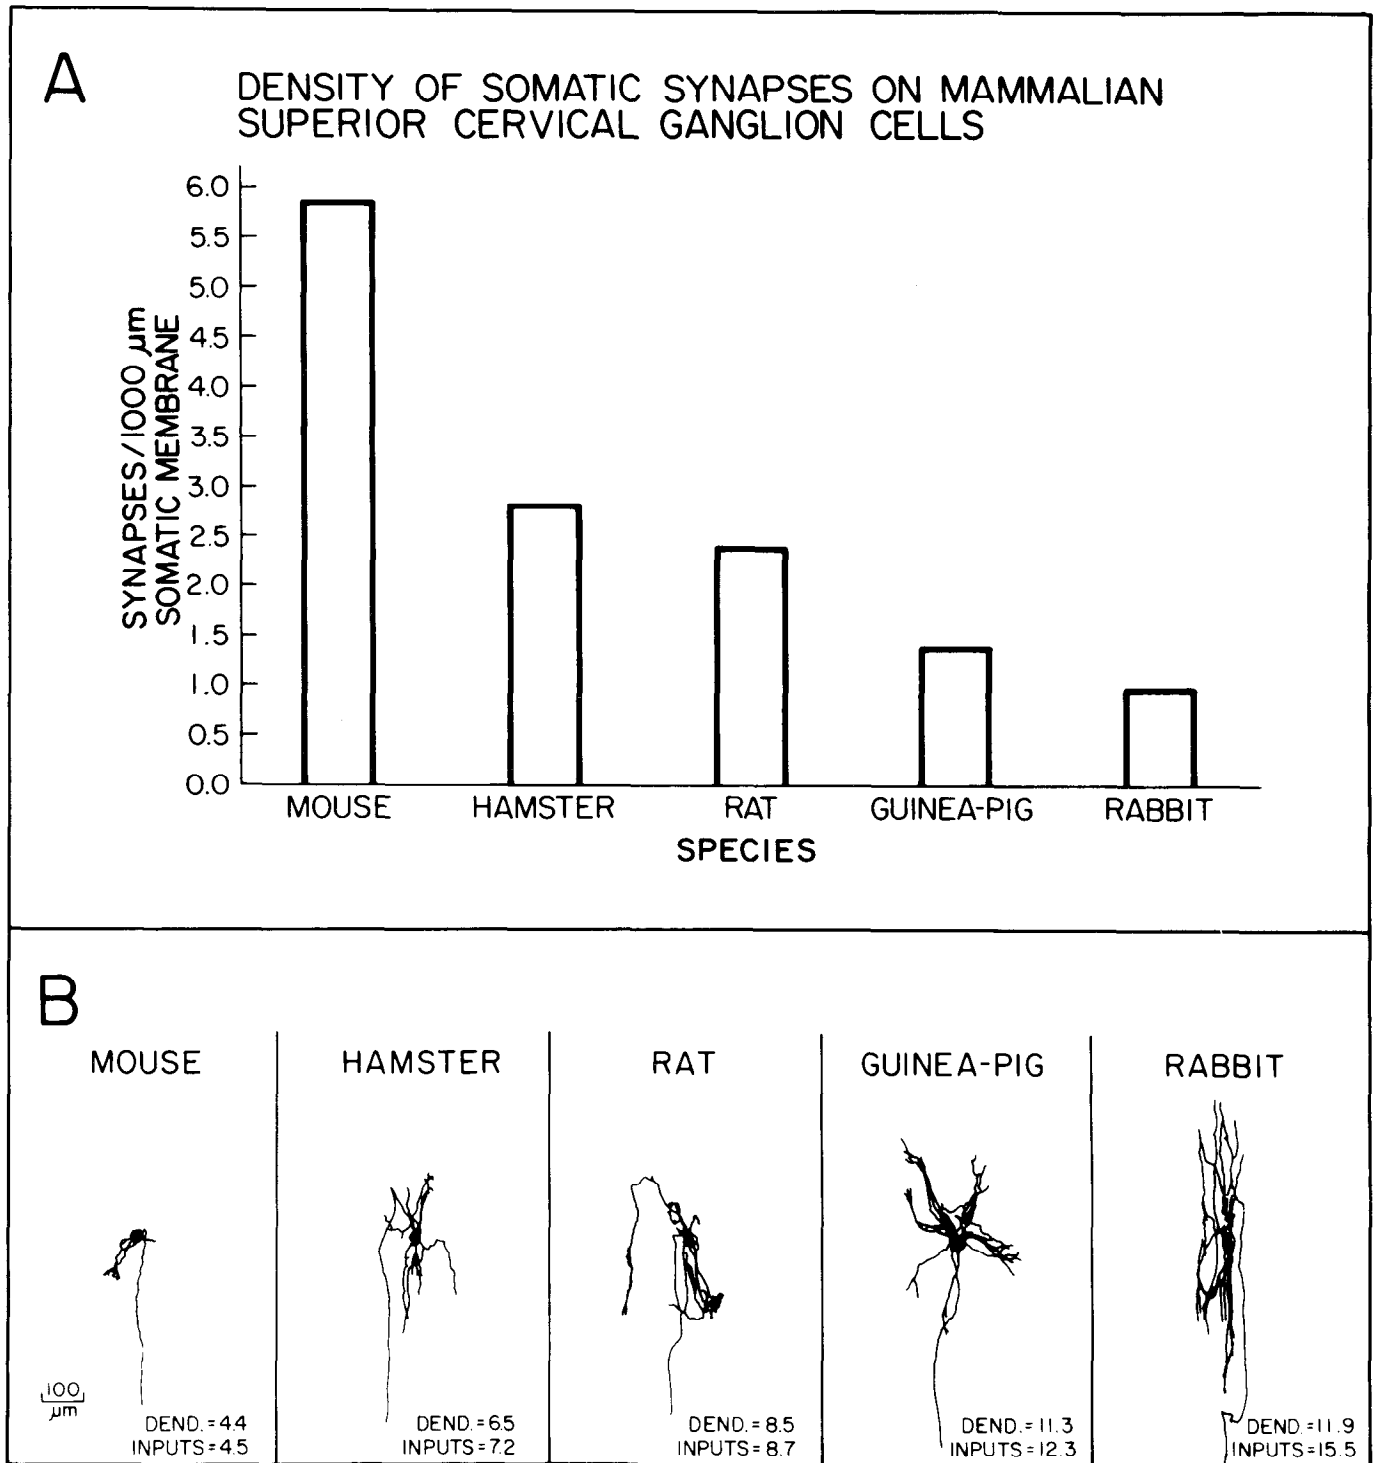 A
DENSITY OF SOMATIC SYNAPSES ON MAMMALIAN
SUPERIOR CERVICAL GANGLION CELLS
SYNAPSES/1000 µm
SOMATIC MEMBRANE
6.0
5.5
5.0
4.5
4.0
3.5
3.0
2.5
2.0
1.5
1.0
0.5
0.0
MOUSE HAMSTER RAT GUINEA-PIG RABBIT
SPECIES
B
MOUSE
HAMSTER
RAT
GUINEA-PIG
RABBIT
100
µm
DEND.=4.4
INPUTS=4.5
DEND.=6.5
INPUTS=7.2
DEND.=8.5
INPUTS=8.7
DEND.=11.3
INPUTS=12.3
DEND.=11.9
INPUTS=15.5